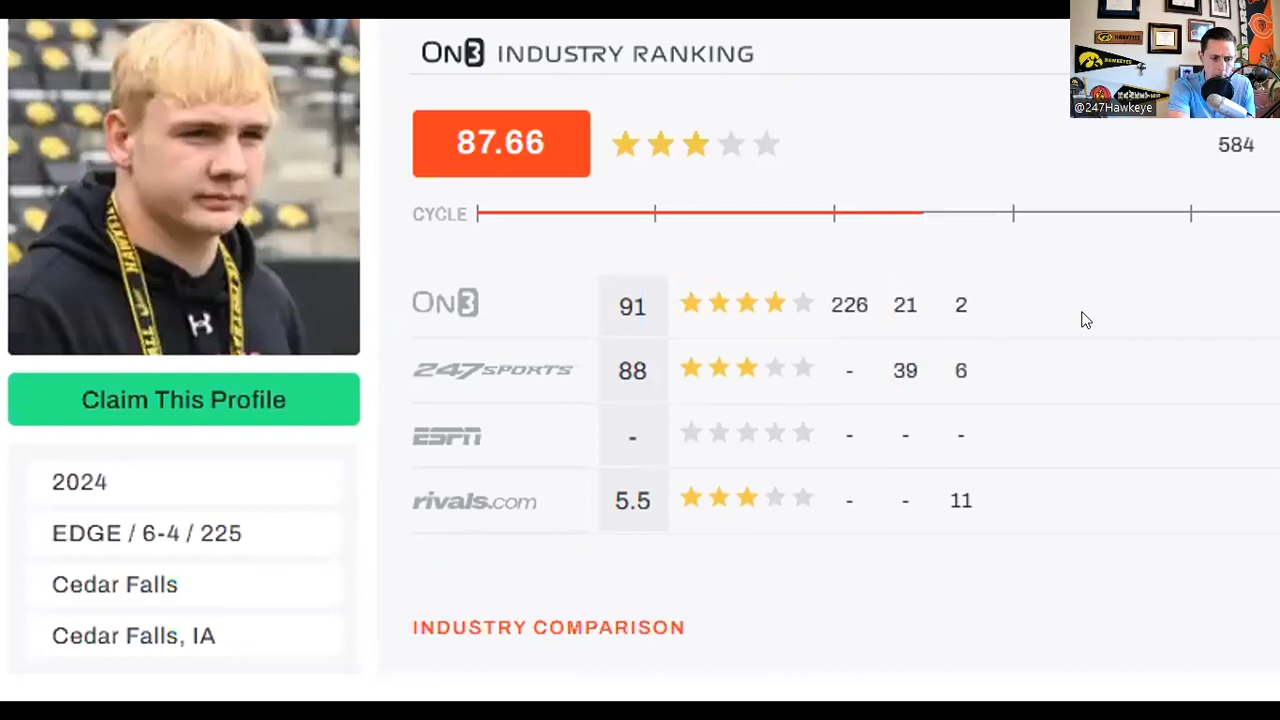 ON3 INDUSTRY RANKING
HAWKEYES
@247Hawkeye
87.66
584
CYCLE
ON3 91 226 21 2
247SPORTS 88 - 39 6
ESPN - - - -
rivals.com 5.5 - - 11
Claim This Profile
2024
EDGE / 6-4 / 225
Cedar Falls
Cedar Falls, IA
INDUSTRY COMPARISON